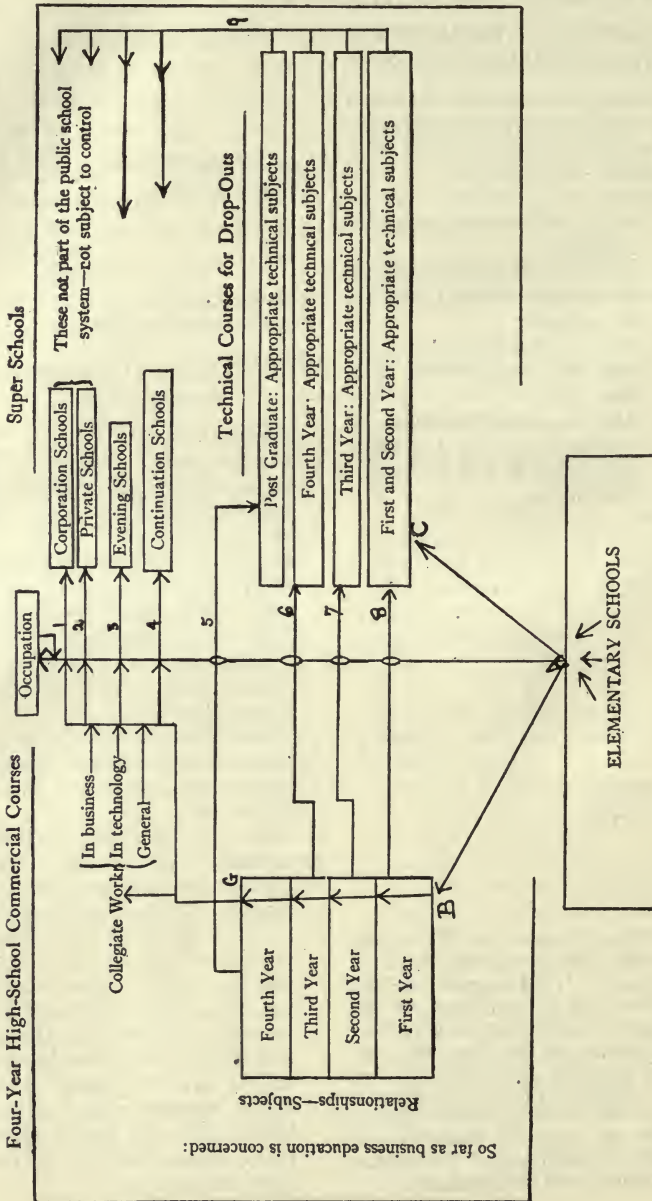 Four-Year High-School Commercial Courses
Super Schools
Occupation
Corporation Schools
Private Schools
These not part of the public school
system—not subject to control
Evening Schools
Continuation Schools
1
2
3
4
5
6
7
8
9
In business
Collegiate Work
In technology
General
Technical Courses for Drop-Outs
Post Graduate: Appropriate technical subjects
Fourth Year: Appropriate technical subjects
Third Year: Appropriate technical subjects
First and Second Year: Appropriate technical subjects
G
Fourth Year
Third Year
Second Year
First Year
B
C
A
Relationships—Subjects
So far as business education is concerned:
ELEMENTARY SCHOOLS